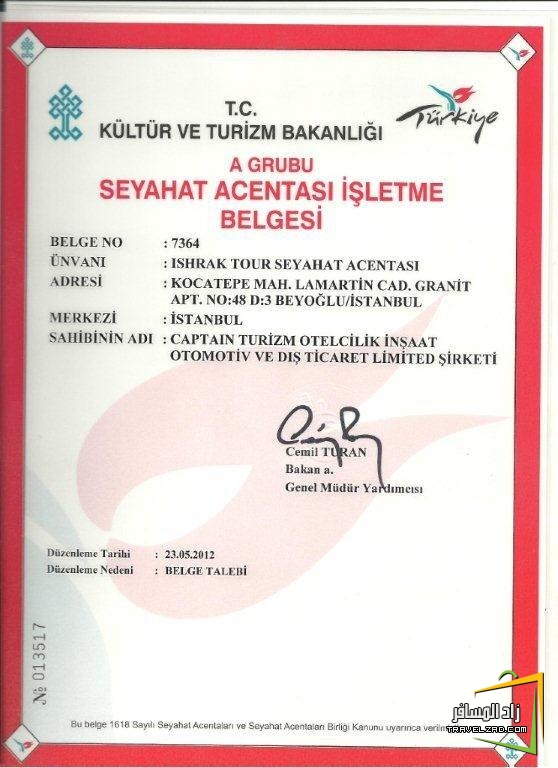 T.C.
KÜLTÜR VE TURİZM BAKANLIĞI
Türkiye
A GRUBU
SEYAHAT ACENTASI İŞLETME
BELGESİ
BELGE NO : 7364
ÜNVANI : ISHRAK TOUR SEYAHAT ACENTASI
ADRESİ : KOCATEPE MAH. LAMARTİN CAD. GRANİT
APT. NO:48 D:3 BEYOĞLU/İSTANBUL
MERKEZİ : İSTANBUL
SAHİBİNİN ADI : CAPTAIN TURİZM OTELCİLİK İNŞAAT
OTOMOTİV VE DIŞ TİCARET LİMİTED ŞİRKETİ
Cemil TURAN
Bakan a.
Genel Müdür Yardımcısı
Düzenleme Tarihi : 23.05.2012
Düzenleme Nedeni : BELGE TALEBİ
№ 013517
Bu belge 1618 Sayılı Seyahat Acentaları ve Seyahat Acentaları Birliği Kanunu uyarınca
زاد المسافر
TRAVELZAD.COM